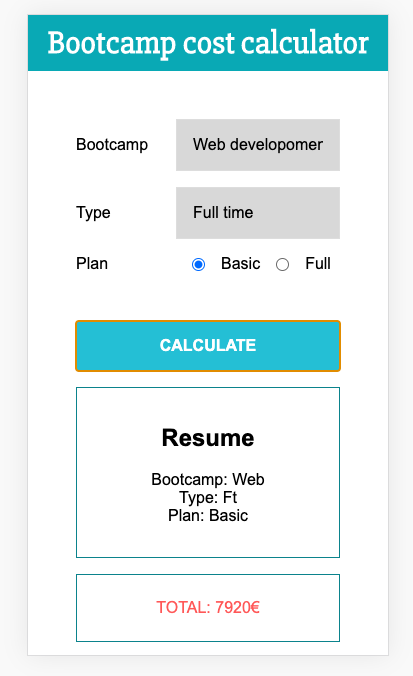 Bootcamp cost calculator
Bootcamp Web developomer
Type Full time
Plan Basic Full
CALCULATE
Resume
Bootcamp: Web
Type: Ft
Plan: Basic
TOTAL: 7920€